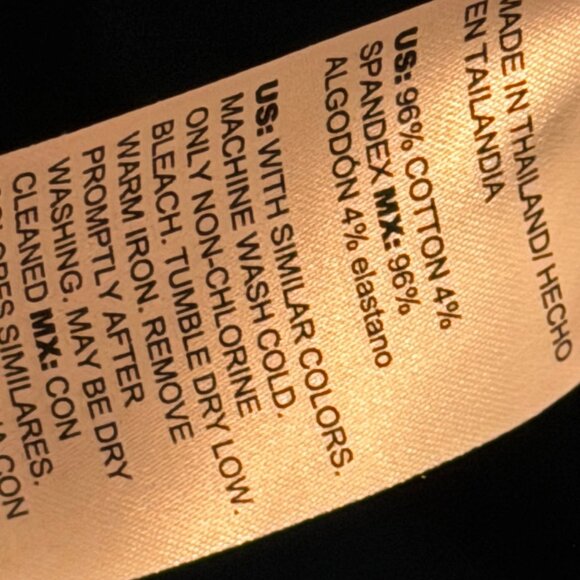 MADE IN THAILANDI HECHO
EN TAILANDIA
US: 96% COTTON 4%
SPANDEX MX: 96%
ALGODÓN 4% elastano
US: WITH SIMILAR COLORS.
MACHINE WASH COLD.
ONLY NON-CHLORINE
BLEACH. TUMBLE DRY LOW.
WARM IRON. REMOVE
PROMPTLY AFTER
WASHING. MAY BE DRY
CLEANED MX: CON
SIMILARES.
CON